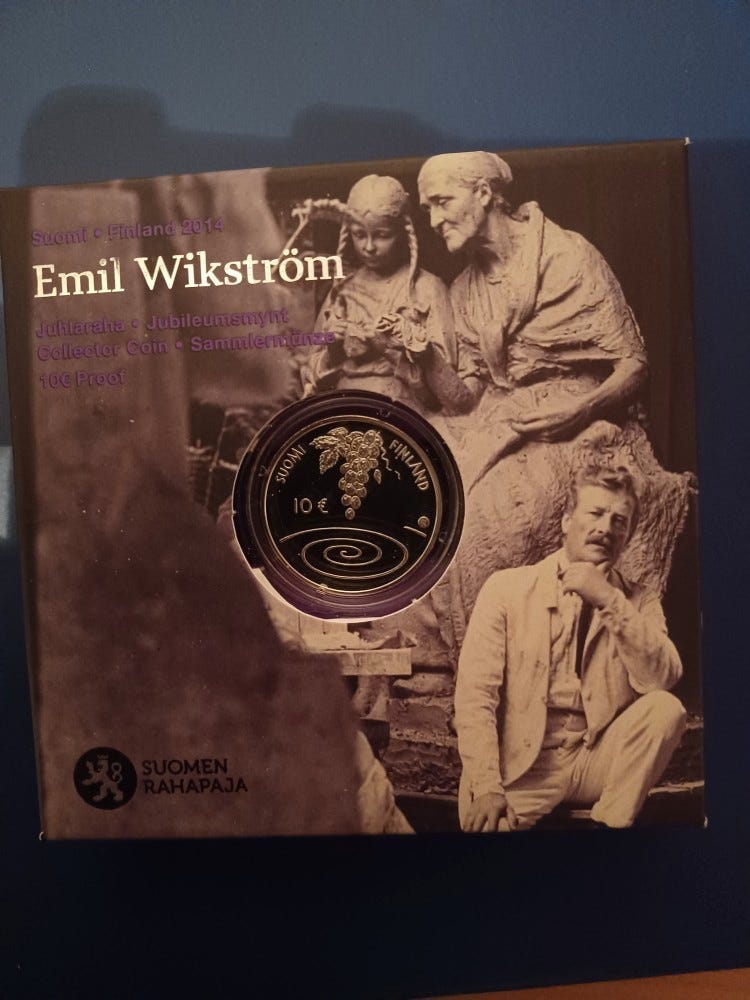 Suomi • Finland 2014
Emil Wikström
Juhlaraha • Jubileumsmynt
Collector Coin • Sammlermünze
10€ Proof
SUOMI FINLAND
10 €
SUOMEN
RAHAPAJA